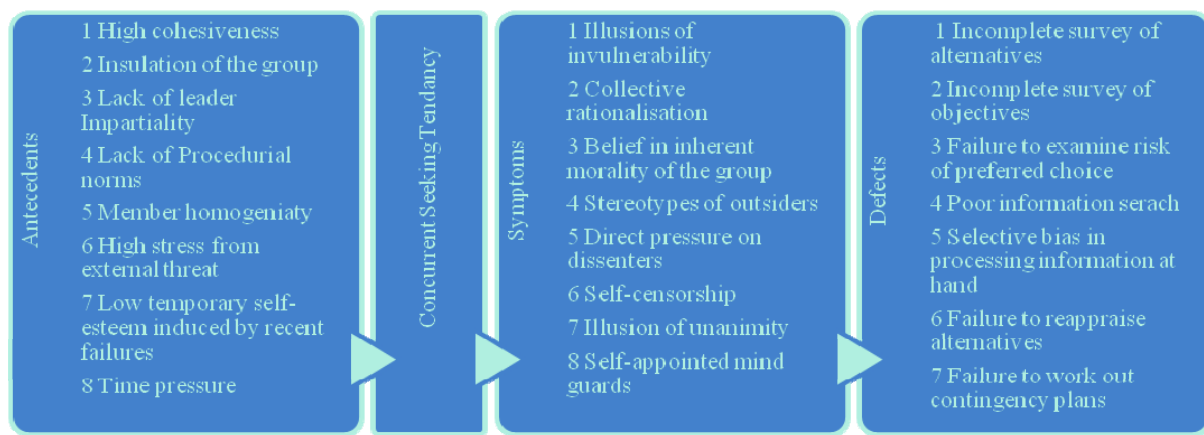 Antecedents
1 High cohesiveness
2 Insulation of the group
3 Lack of leader
Impartiality
4 Lack of Procedurial
norms
5 Member homogeniaty
6 High stress from
external threat
7 Low temporary self-
esteem induced by recent
failures
8 Time pressure
Concurrent Seeking Tendancy
Symptoms
1 Illusions of
invulnerability
2 Collective
rationalisation
3 Belief in inherent
morality of the group
4 Stereotypes of outsiders
5 Direct pressure on
dissenters
6 Self-censorship
7 Illusion of unanimity
8 Self-appointed mind
guards
Defects
1 Incomplete survey of
alternatives
2 Incomplete survey of
objectives
3 Failure to examine risk
of preferred choice
4 Poor information serach
5 Selective bias in
processing information at
hand
6 Failure to reappraise
alternatives
7 Failure to work out
contingency plans